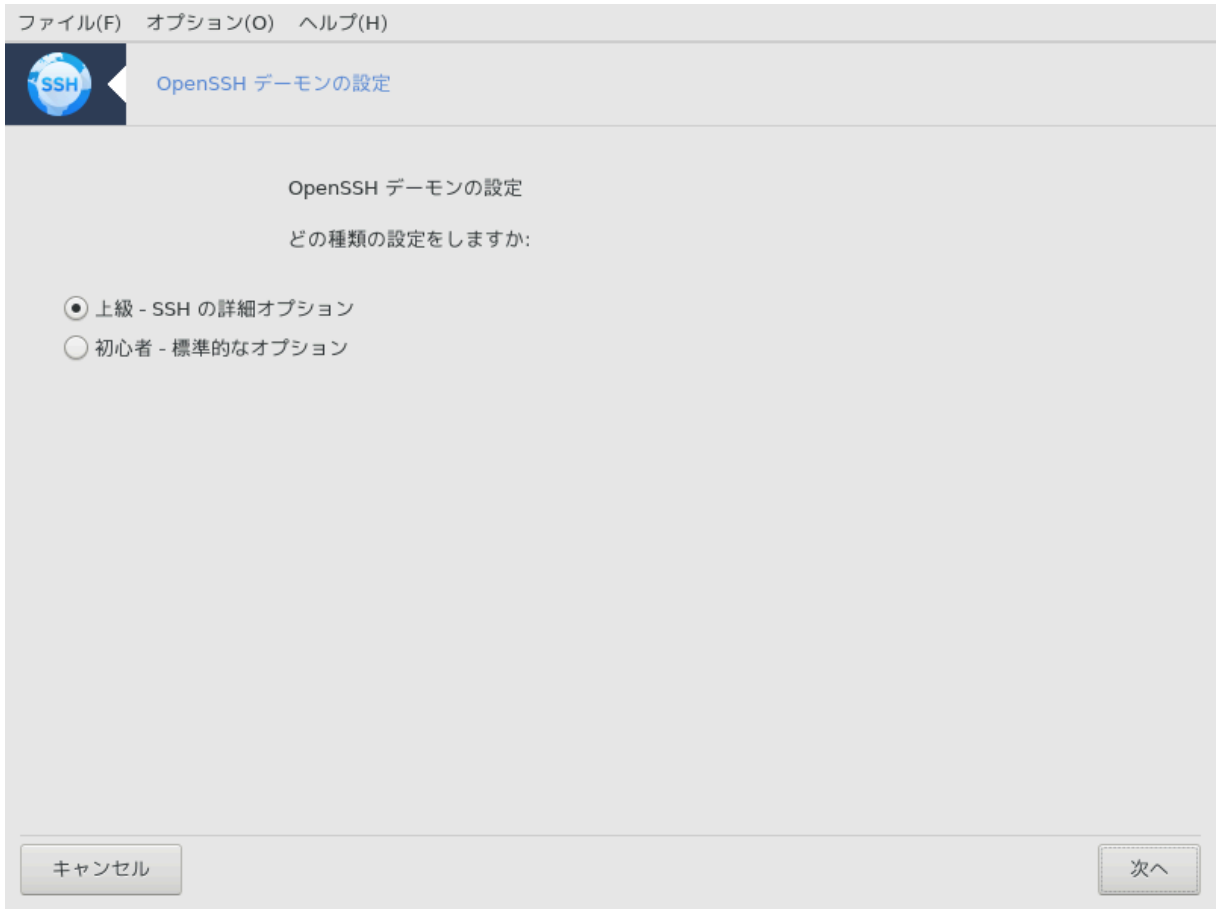 ファイル(F) オプション(O) ヘルプ(H)
SSH
OpenSSH デーモンの設定
OpenSSH デーモンの設定
どの種類の設定をしますか:
上級 - SSH の詳細オプション
初心者 - 標準的なオプション
キャンセル
次へ